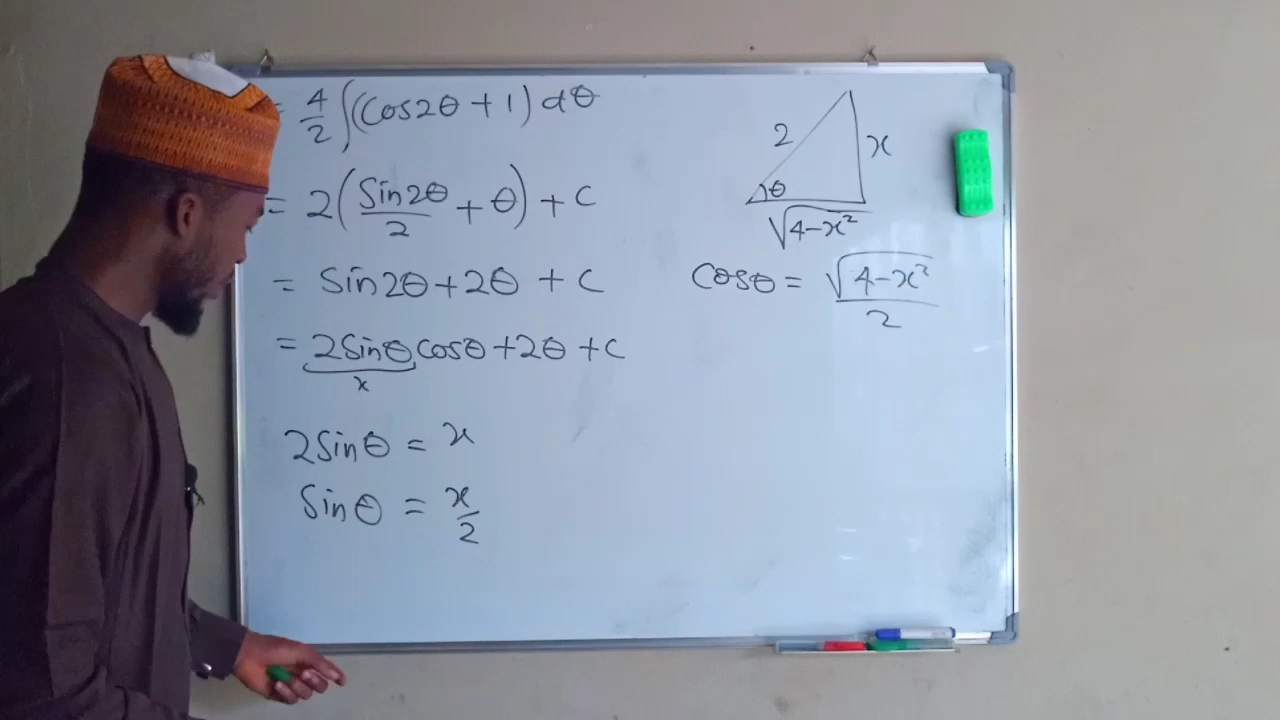 = 4/2 ∫(Cos2θ + 1) dθ
= 2(Sin2θ/2 + θ) + C
= Sin2θ + 2θ + C
= 2Sinθ cosθ + 2θ + C
x
2Sinθ = x
Sinθ = x/2
2
x
θ
√4-x²
Cosθ = √4-x²/2